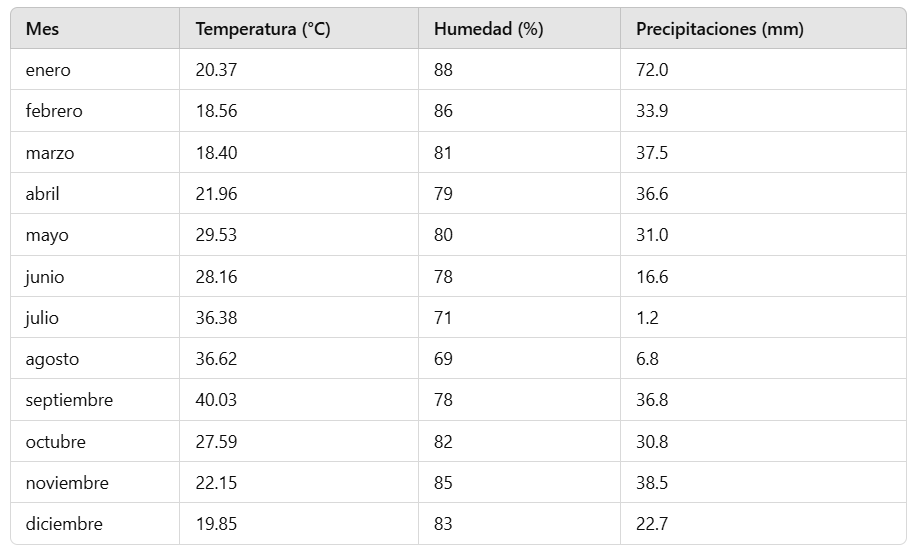 Mes Temperatura (°C) Humedad (%) Precipitaciones (mm)
enero 20.37 88 72.0
febrero 18.56 86 33.9
marzo 18.40 81 37.5
abril 21.96 79 36.6
mayo 29.53 80 31.0
junio 28.16 78 16.6
julio 36.38 71 1.2
agosto 36.62 69 6.8
septiembre 40.03 78 36.8
octubre 27.59 82 30.8
noviembre 22.15 85 38.5
diciembre 19.85 83 22.7